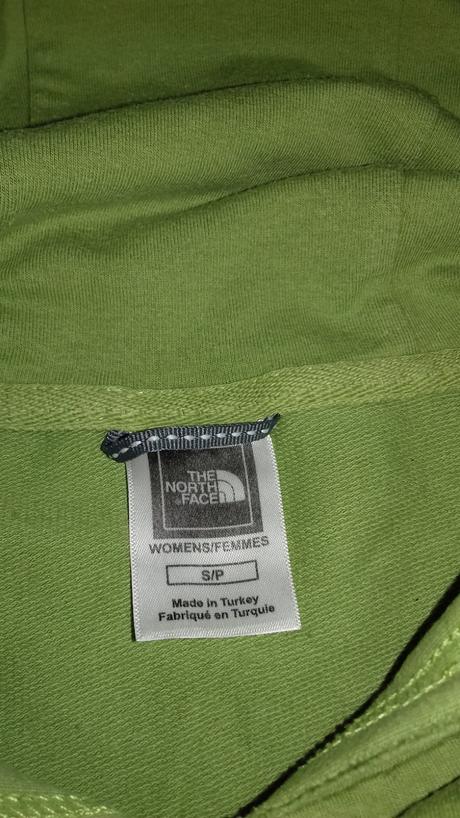 THE
NORTH
FACE
WOMENS/FEMMES
S/P
Made in Turkey
Fabriqué en Turquie